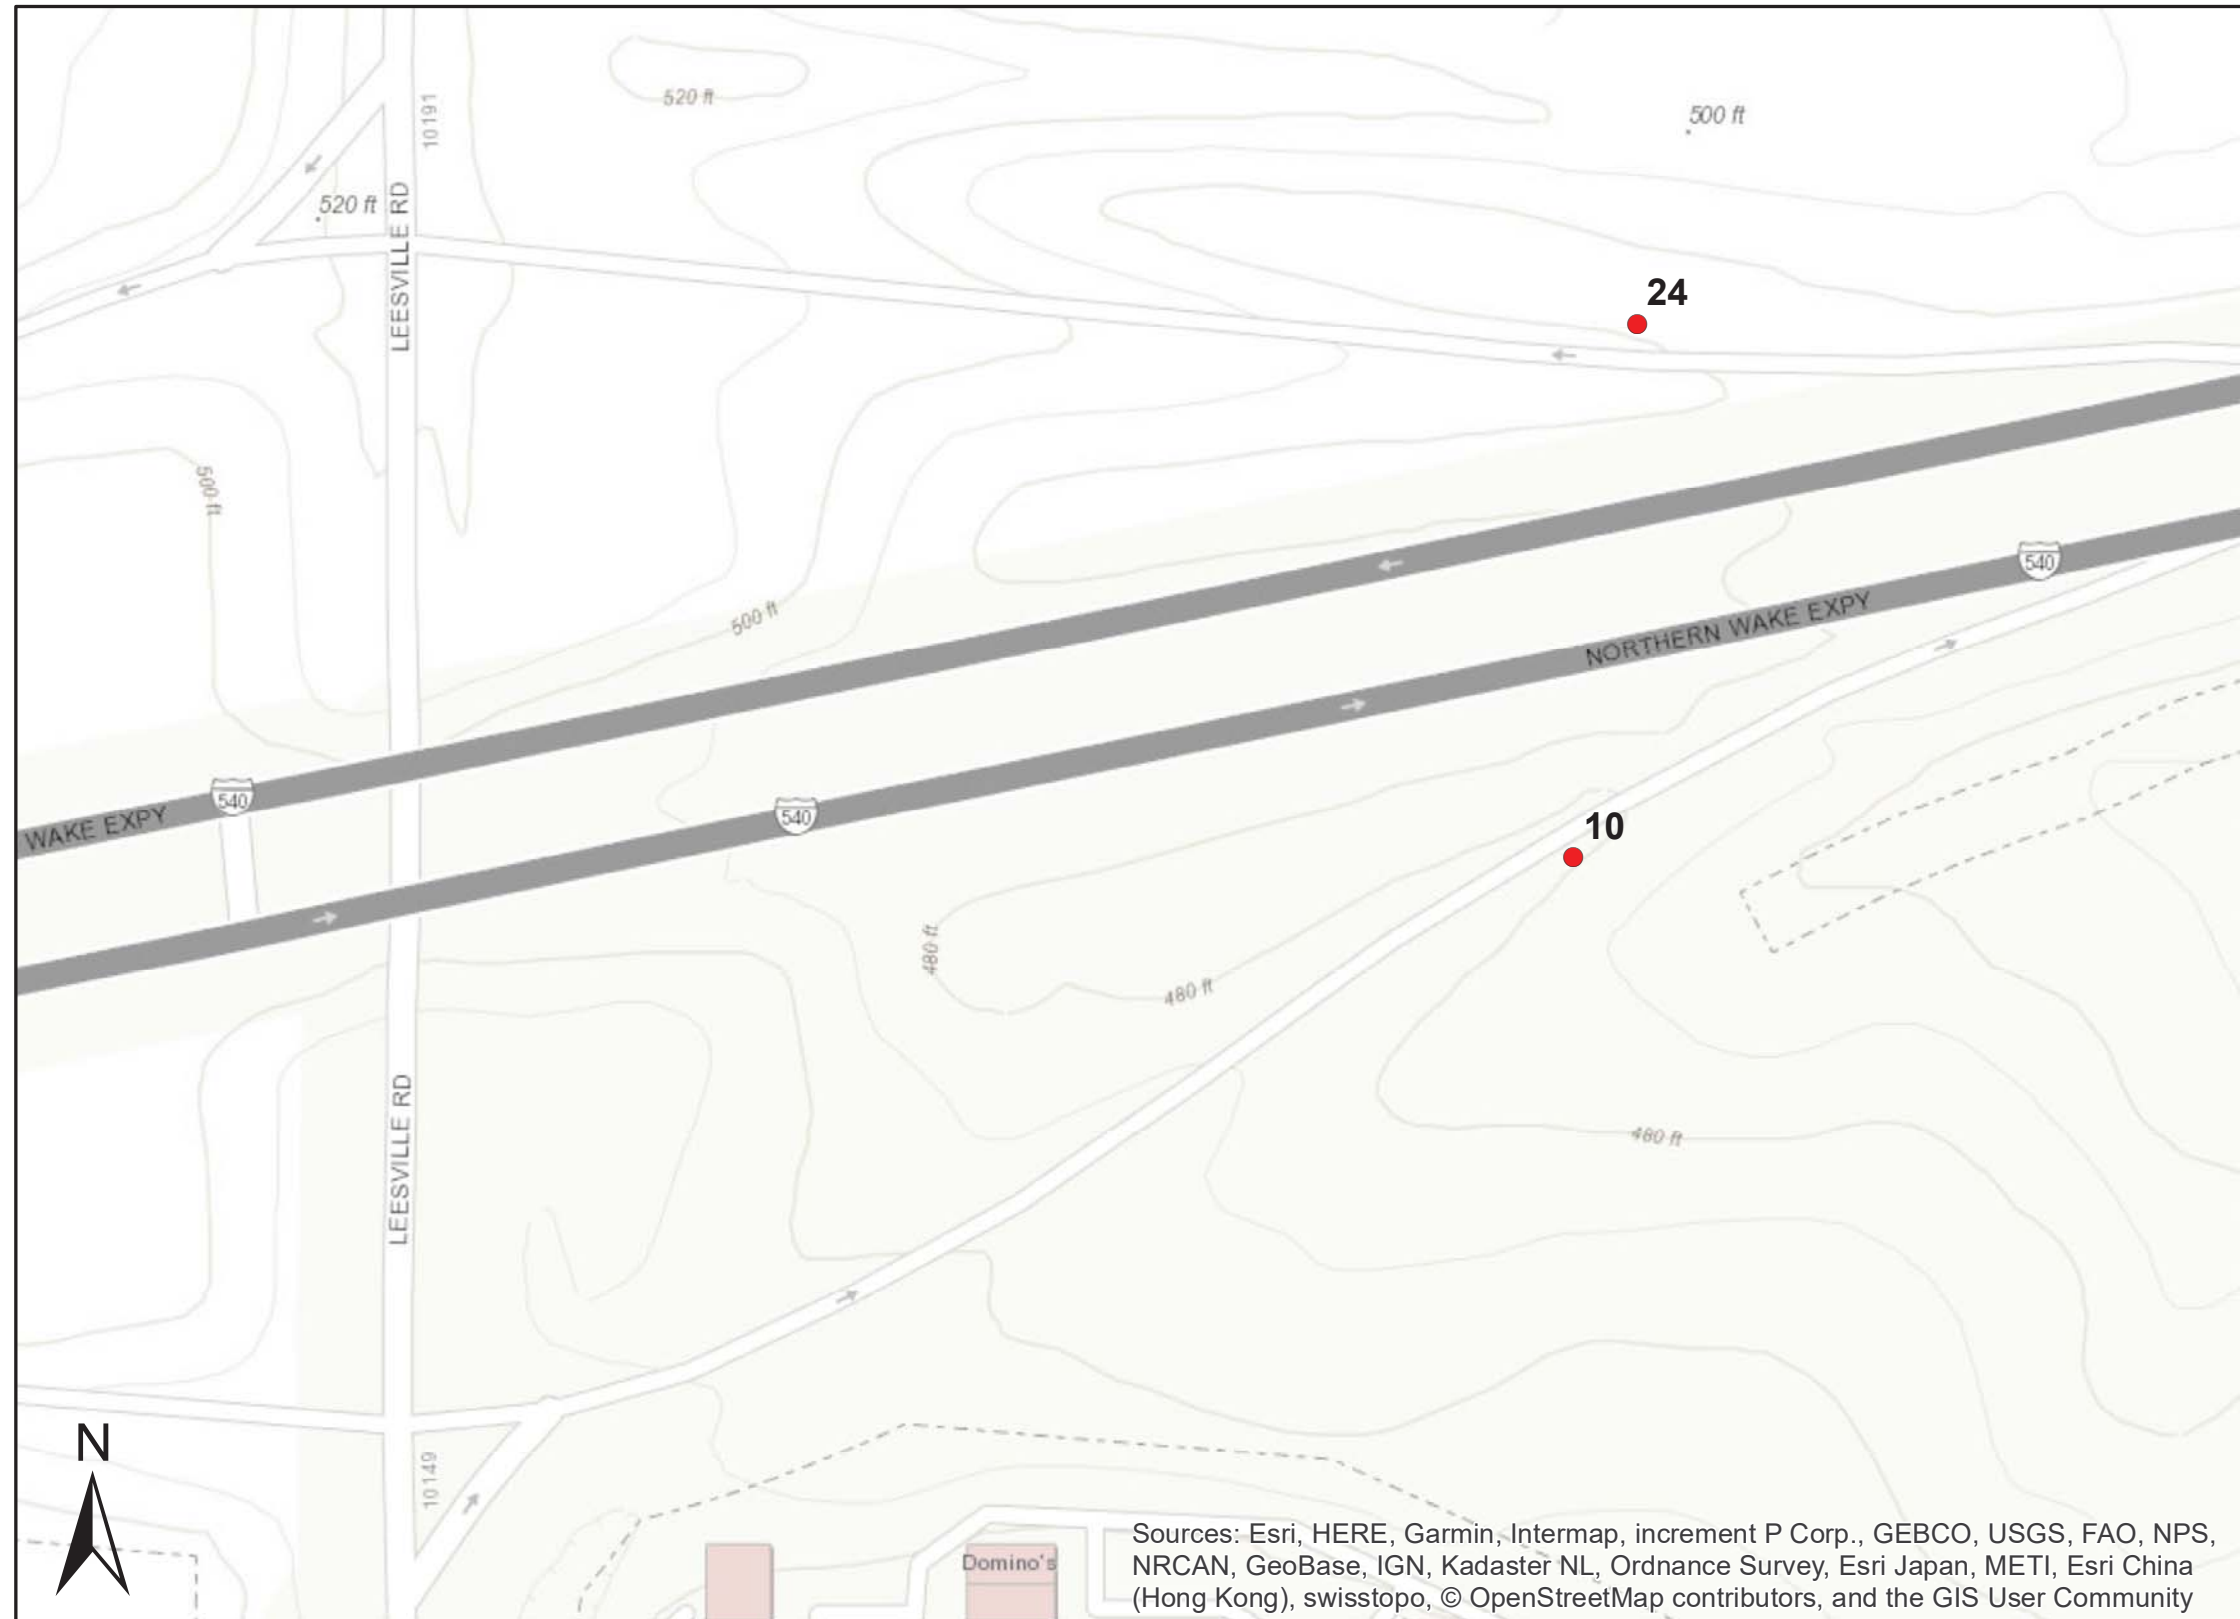 520 ft
10191
500 ft
520 ft
LEESVILLE RD
24
500 ft
540
NORTHERN WAKE EXPY
500 ft
540
WAKE EXPY
540
10
480 ft
480 ft
LEESVILLE RD
480 ft
N
10149
Domino's
Sources: Esri, HERE, Garmin, Intermap, increment P Corp., GEBCO, USGS, FAO, NPS,
NRCAN, GeoBase, IGN, Kadaster NL, Ordnance Survey, Esri Japan, METI, Esri China
(Hong Kong), swisstopo, © OpenStreetMap contributors, and the GIS User Community